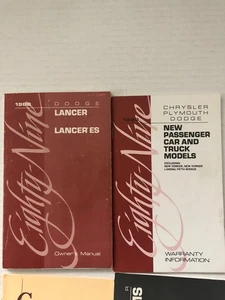 1989 DODGE
LANCER
LANCER ES
Eighty-Nine
Owner's Manual
CHRYSLER
PLYMOUTH
DODGE
NEW
PASSENGER
CAR AND
TRUCK
MODELS
EXCLUDING
NEW YORKER, NEW YORKER
LANDAU, FIFTH AVENUE
Eighty-Nine
WARRANTY
INFORMATION